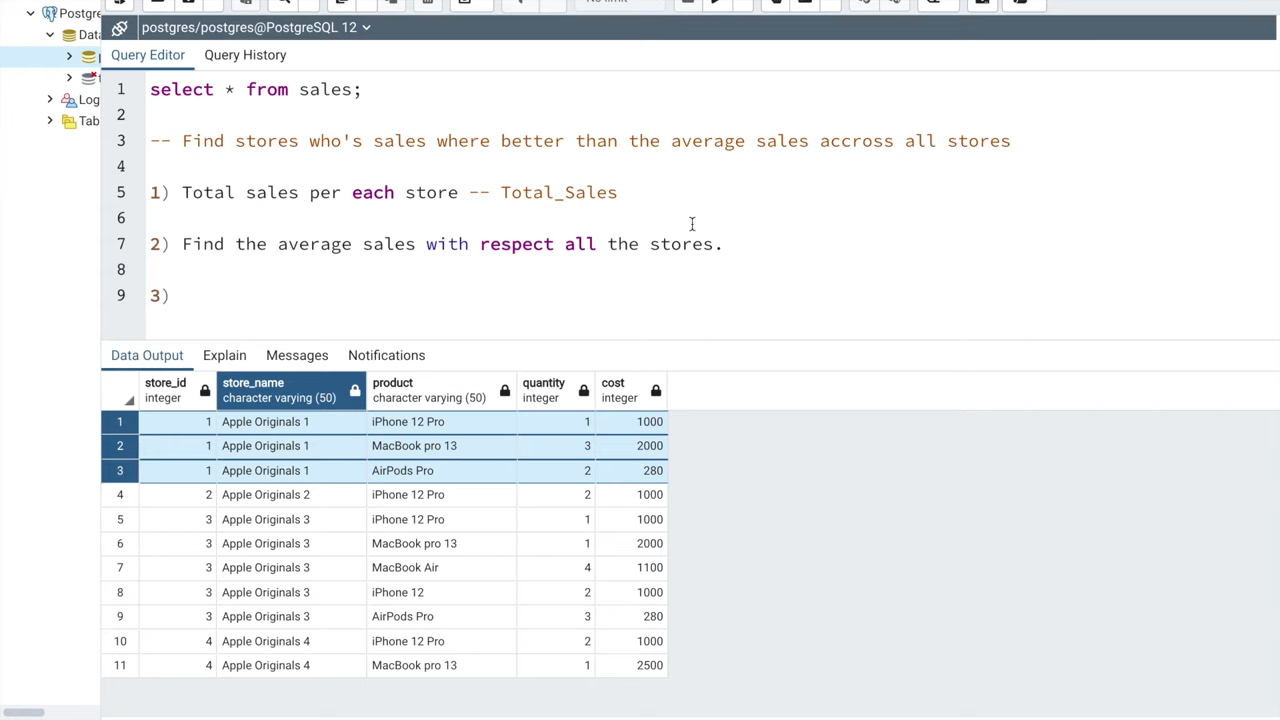 Postgre
postgres/postgres@PostgreSQL 12
Data
Query Editor Query History
Log
Tab
1 select * from sales;
2
3 -- Find stores who's sales where better than the average sales accross all stores
4
5 1) Total sales per each store -- Total_Sales
6
7 2) Find the average sales with respect all the stores.
8
9 3)
Data Output Explain Messages Notifications
store_id store_name product quantity cost
integer character varying (50) character varying (50) integer integer
1 1 Apple Originals 1 iPhone 12 Pro 1 1000
2 1 Apple Originals 1 MacBook pro 13 3 2000
3 1 Apple Originals 1 AirPods Pro 2 280
4 2 Apple Originals 2 iPhone 12 Pro 2 1000
5 3 Apple Originals 3 iPhone 12 Pro 1 1000
6 3 Apple Originals 3 MacBook pro 13 1 2000
7 3 Apple Originals 3 MacBook Air 4 1100
8 3 Apple Originals 3 iPhone 12 2 1000
9 3 Apple Originals 3 AirPods Pro 3 280
10 4 Apple Originals 4 iPhone 12 Pro 2 1000
11 4 Apple Originals 4 MacBook pro 13 1 2500